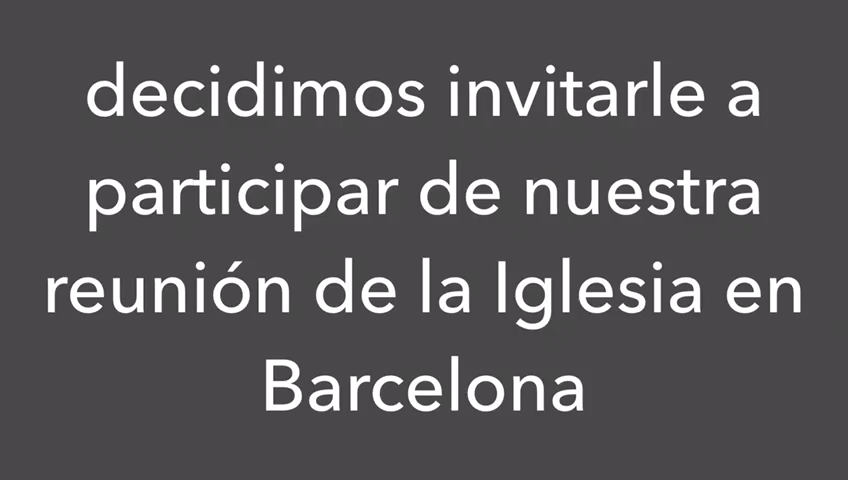 decidimos invitarle a
participar de nuestra
reunión de la Iglesia en
Barcelona